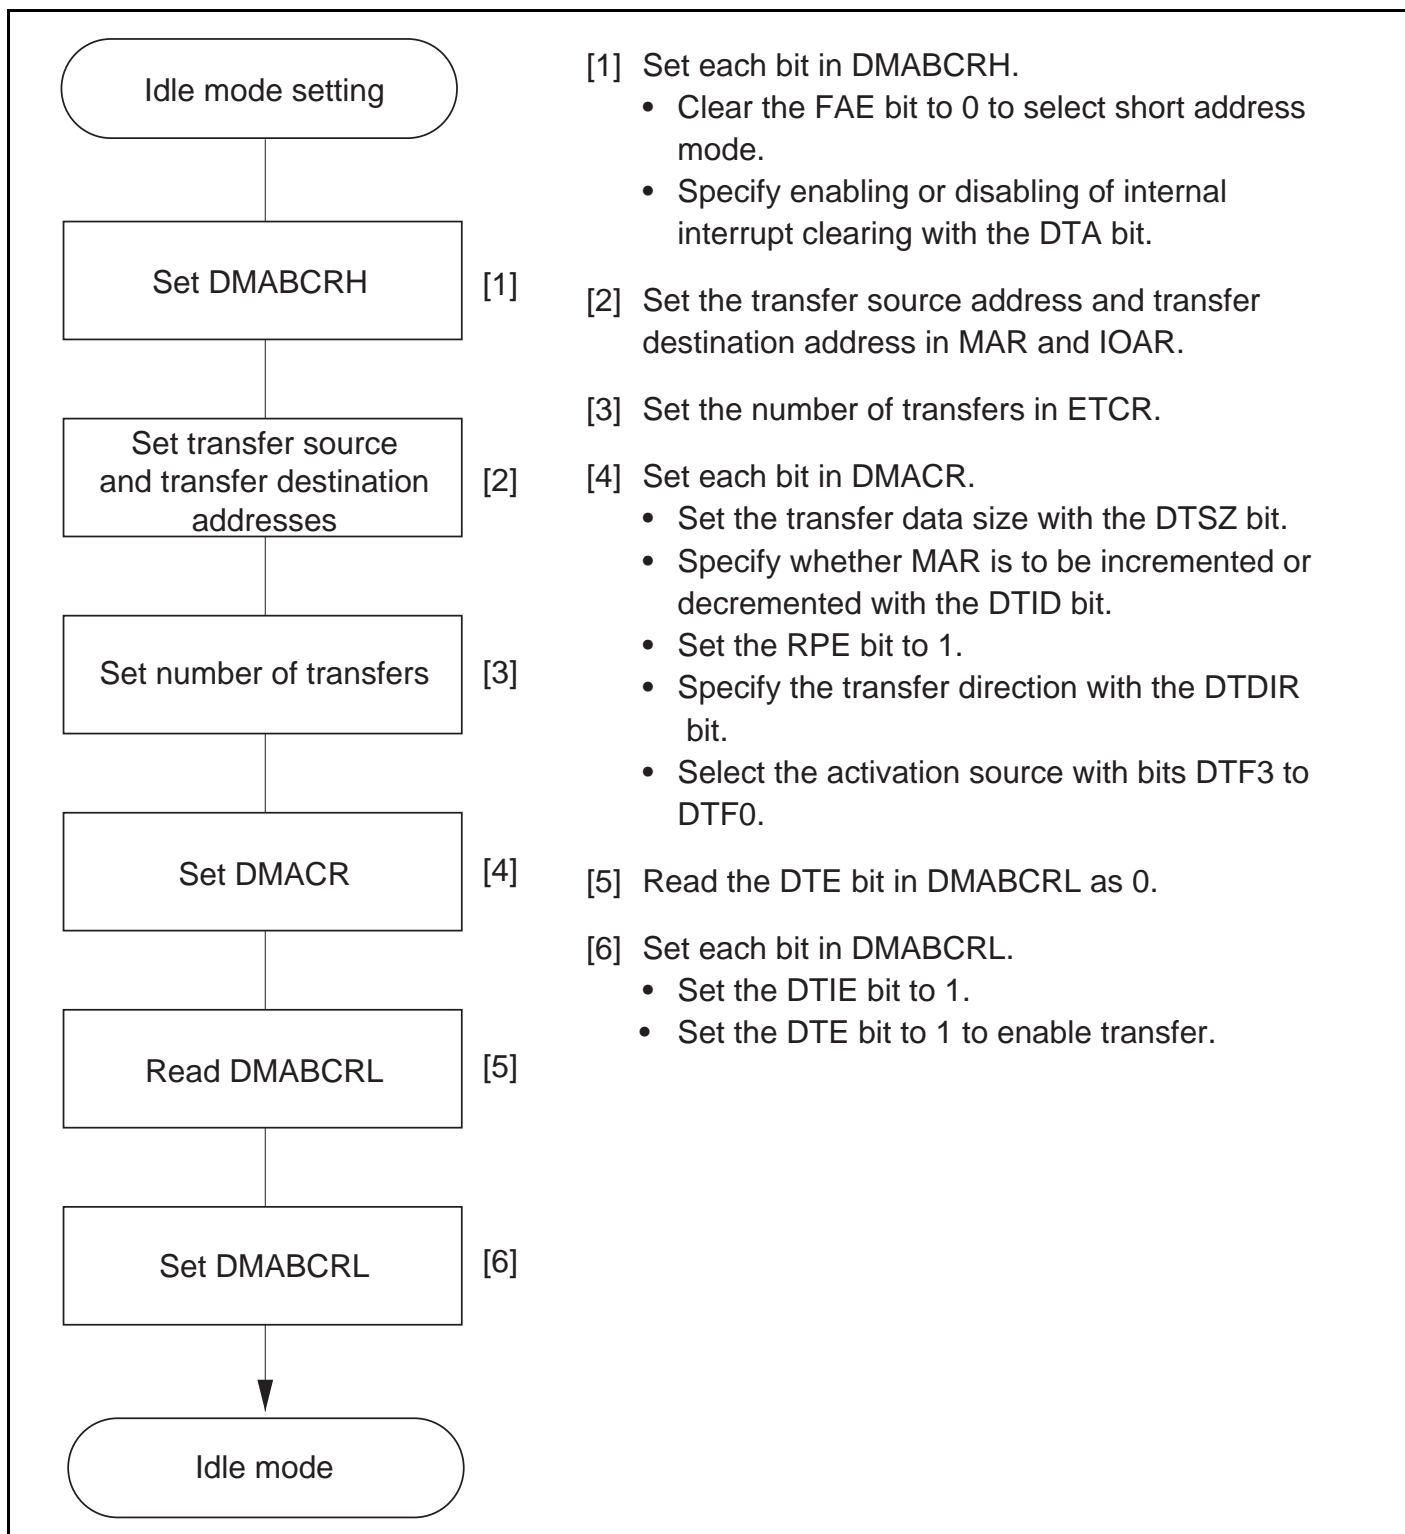 Idle mode setting
Set DMABCRH
[1]
Set transfer source
and transfer destination
addresses
[2]
Set number of transfers
[3]
Set DMACR
[4]
Read DMABCRL
[5]
Set DMABCRL
[6]
Idle mode
[1] Set each bit in DMABCRH.
• Clear the FAE bit to 0 to select short address
mode.
• Specify enabling or disabling of internal
interrupt clearing with the DTA bit.
[2] Set the transfer source address and transfer
destination address in MAR and IOAR.
[3] Set the number of transfers in ETCR.
[4] Set each bit in DMACR.
• Set the transfer data size with the DTSZ bit.
• Specify whether MAR is to be incremented or
decremented with the DTID bit.
• Set the RPE bit to 1.
• Specify the transfer direction with the DTDIR
bit.
• Select the activation source with bits DTF3 to
DTF0.
[5] Read the DTE bit in DMABCRL as 0.
[6] Set each bit in DMABCRL.
• Set the DTIE bit to 1.
• Set the DTE bit to 1 to enable transfer.